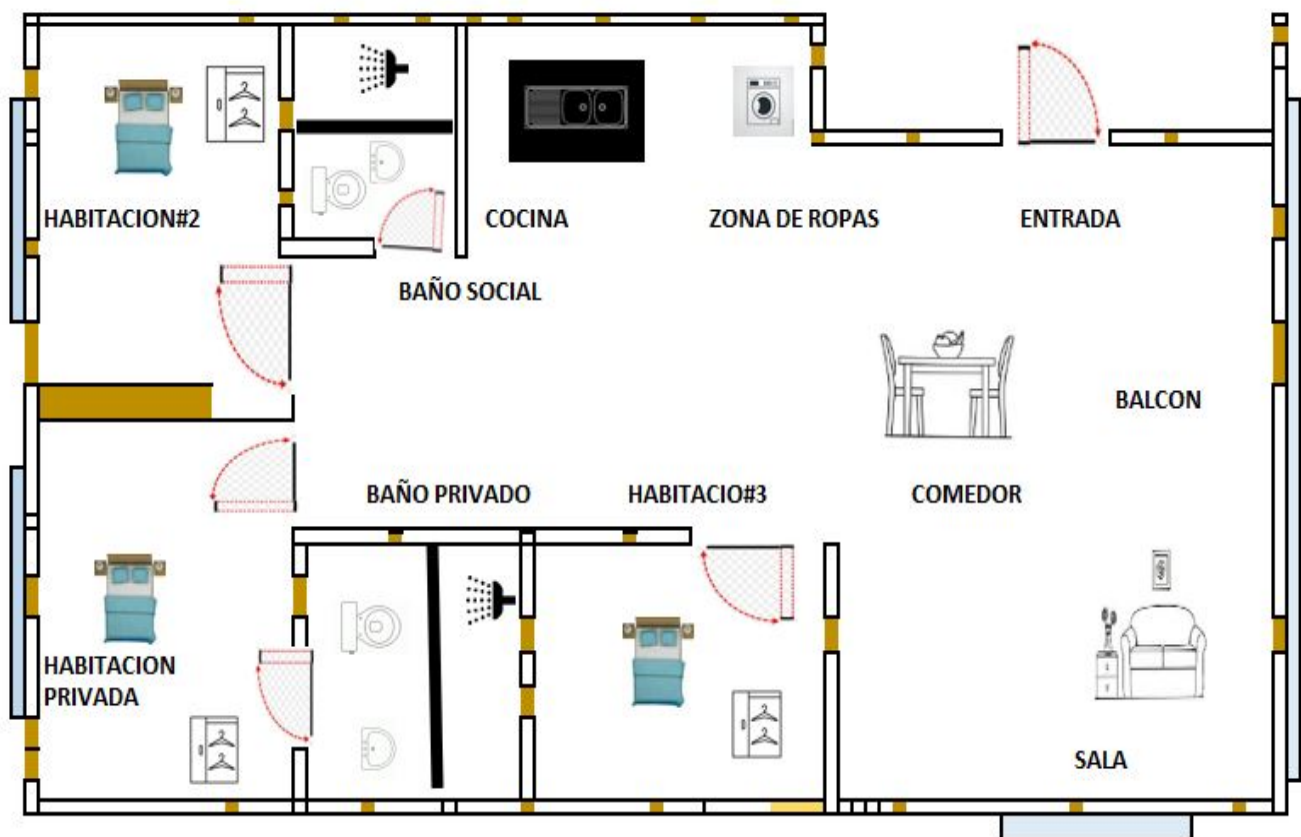 HABITACION#2
COCINA
ZONA DE ROPAS
ENTRADA
BAÑO SOCIAL
BALCON
BAÑO PRIVADO
HABITACIO#3
COMEDOR
HABITACION
PRIVADA
SALA